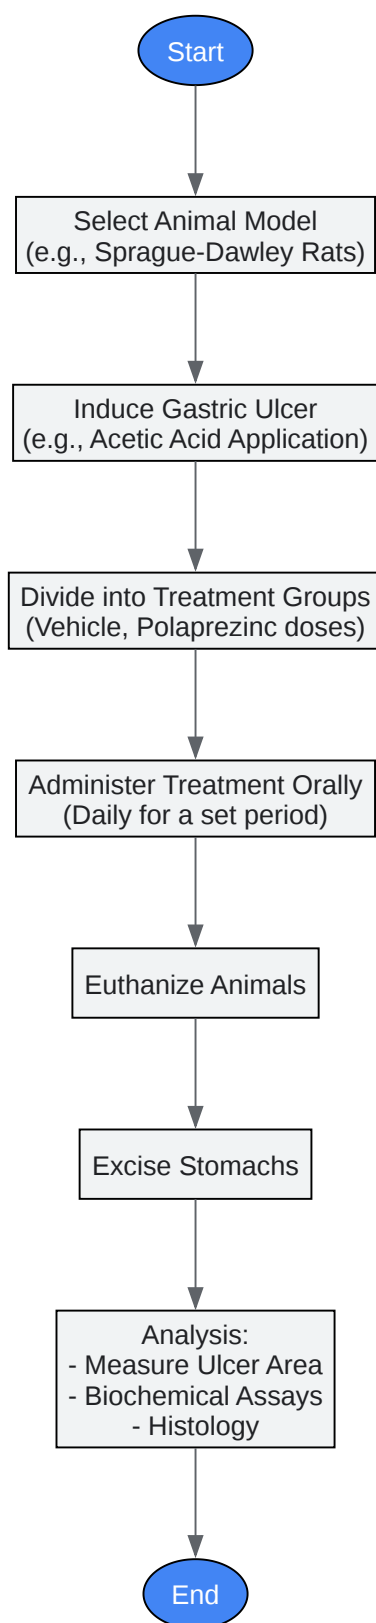 Start
Select Animal Model
(e.g., Sprague-Dawley Rats)
Induce Gastric Ulcer
(e.g., Acetic Acid Application)
Divide into Treatment Groups
(Vehicle, Polaprezinc doses)
Administer Treatment Orally
(Daily for a set period)
Euthanize Animals
Excise Stomachs
Analysis:
- Measure Ulcer Area
- Biochemical Assays
- Histology
End